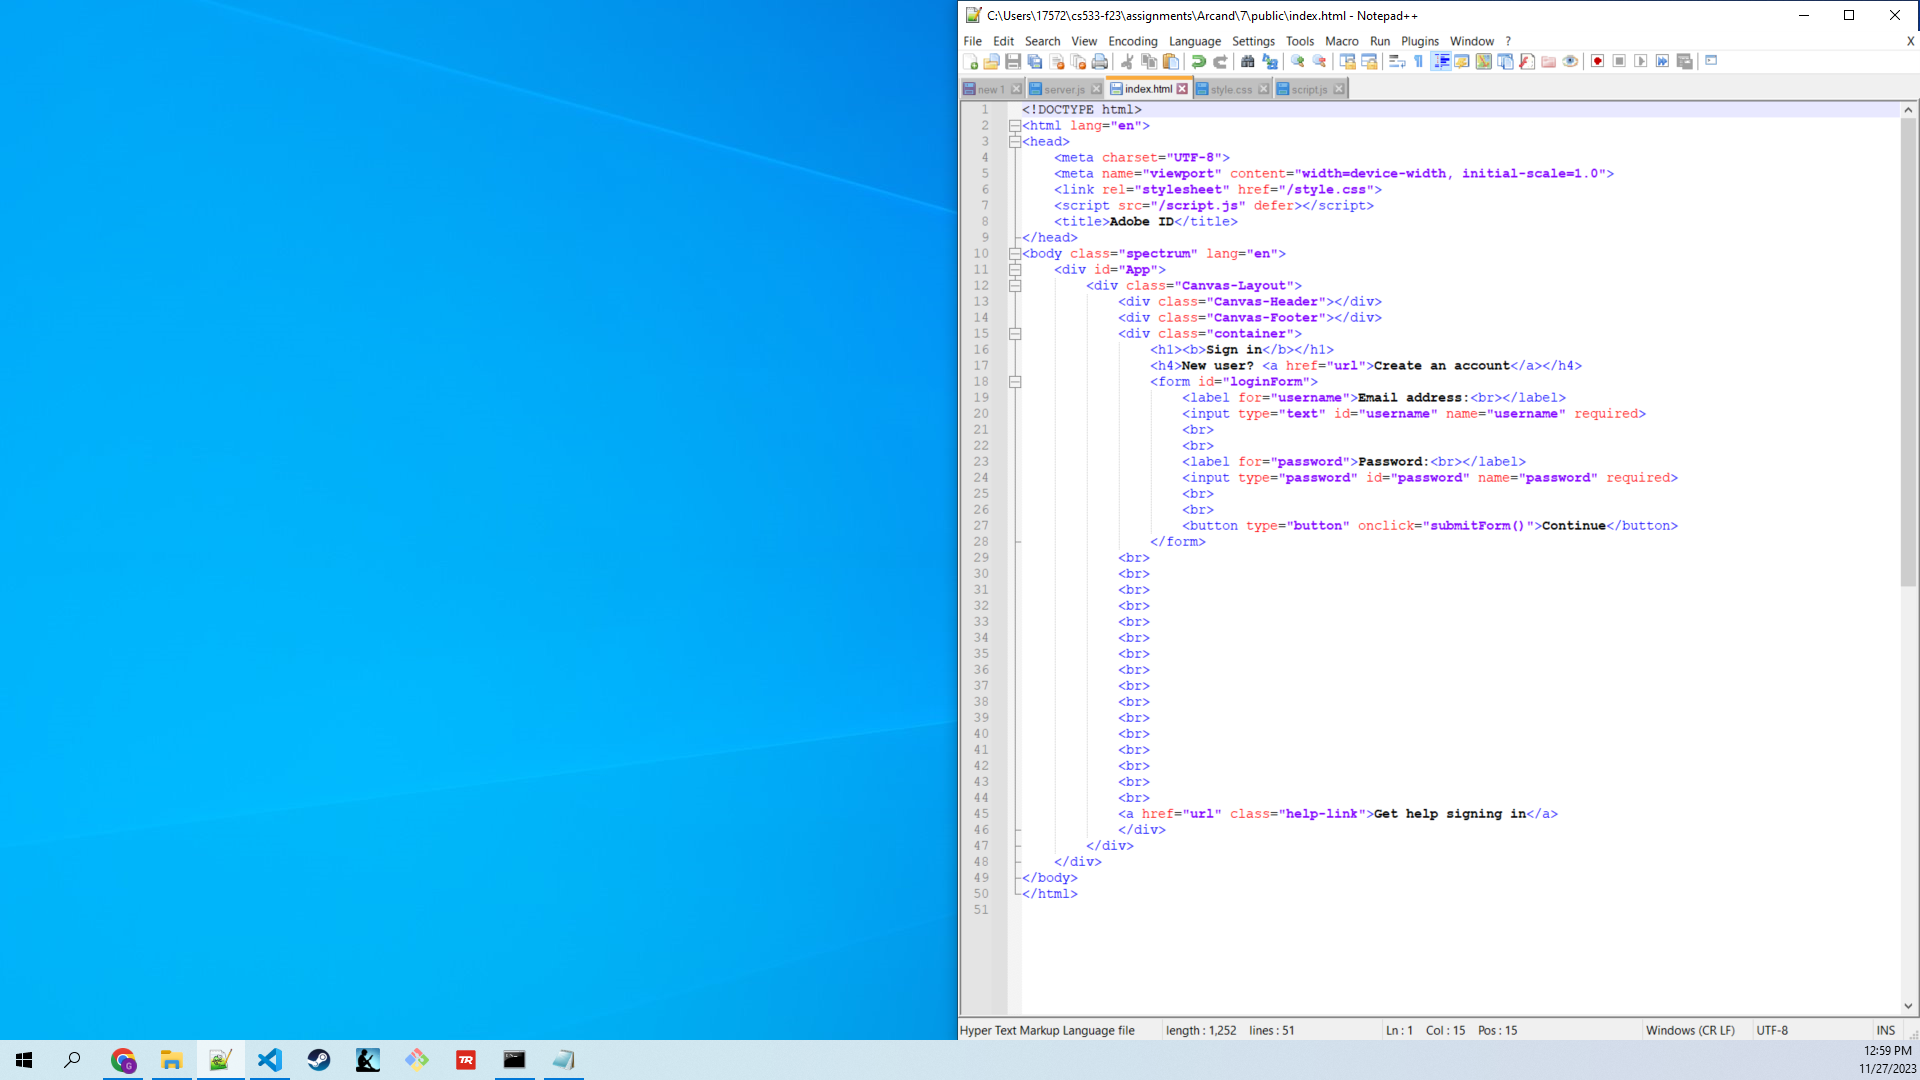 C:\Users\17572\cs533-f23\assignments\Arcand\7\public\index.html - Notepad++
File Edit Search View Encoding Language Settings Tools Macro Run Plugins Window ? X
new 1 server.js index.html style.css script.js
1 <!DOCTYPE html>
2 <html lang="en">
3 <head>
4 <meta charset="UTF-8">
5 <meta name="viewport" content="width=device-width, initial-scale=1.0">
6 <link rel="stylesheet" href="/style.css">
7 <script src="/script.js" defer></script>
8 <title>Adobe ID</title>
9 </head>
10 <body class="spectrum" lang="en">
11 <div id="App">
12 <div class="Canvas-Layout">
13 <div class="Canvas-Header"></div>
14 <div class="Canvas-Footer"></div>
15 <div class="container">
16 <h1><b>Sign in</b></h1>
17 <h4>New user? <a href="url">Create an account</a></h4>
18 <form id="loginForm">
19 <label for="username">Email address:<br></label>
20 <input type="text" id="username" name="username" required>
21 <br>
22 <br>
23 <label for="password">Password:<br></label>
24 <input type="password" id="password" name="password" required>
25 <br>
26 <br>
27 <button type="button" onclick="submitForm()">Continue</button>
28 </form>
29 <br>
30 <br>
31 <br>
32 <br>
33 <br>
34 <br>
35 <br>
36 <br>
37 <br>
38 <br>
39 <br>
40 <br>
41 <br>
42 <br>
43 <br>
44 <br>
45 <a href="url" class="help-link">Get help signing in</a>
46 </div>
47 </div>
48 </div>
49 </body>
50 </html>
51
Hyper Text Markup Language file length : 1,252 lines : 51 Ln : 1 Col : 15 Pos : 15 Windows (CR LF) UTF-8 INS
G TR
12:59 PM
11/27/2023